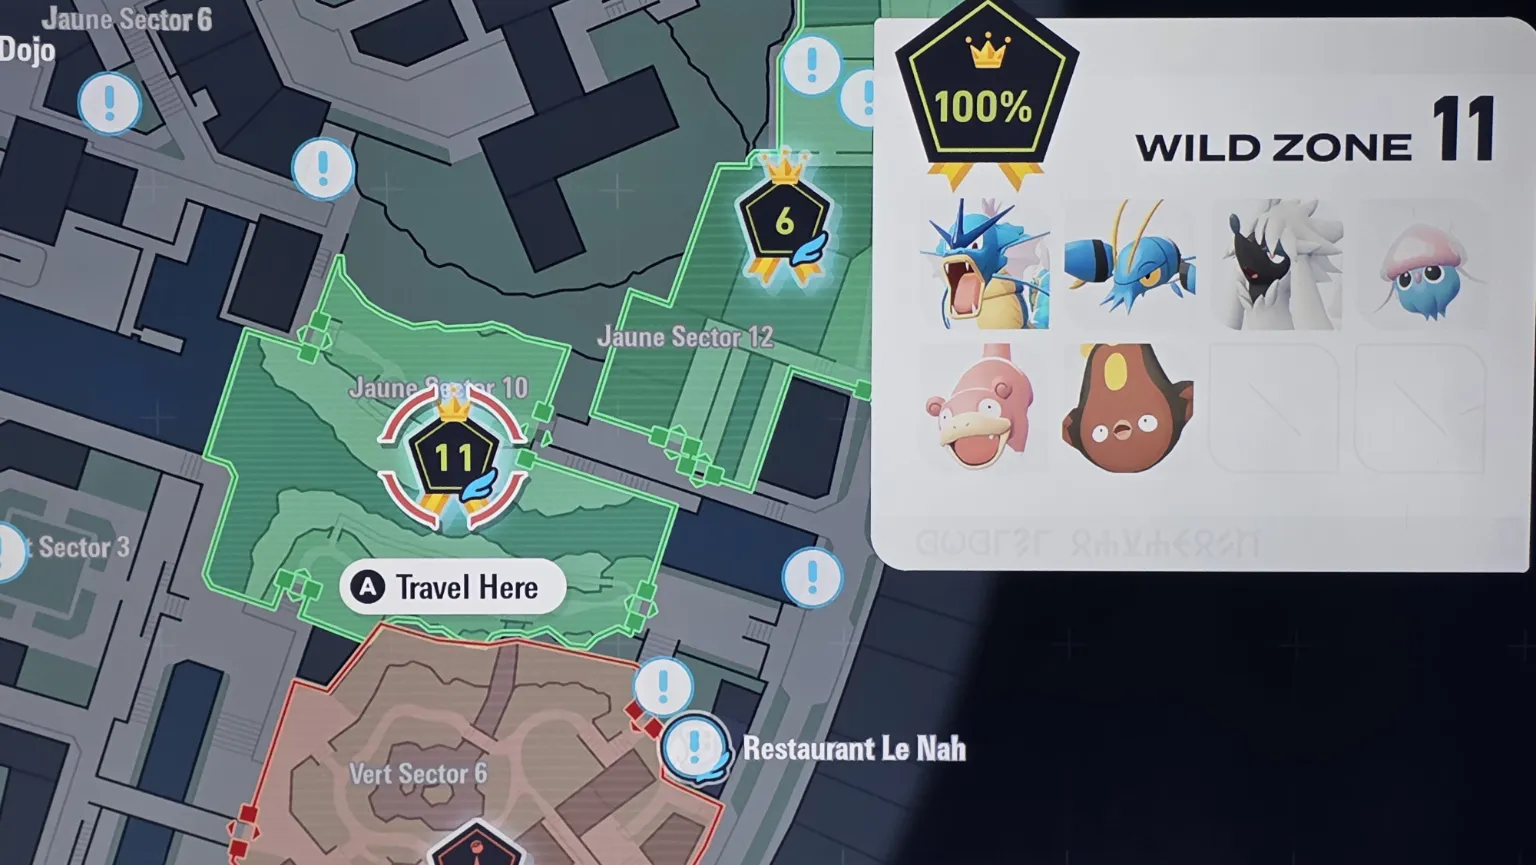 Jaune Sector 6
Dojo
100%
WILD ZONE 11
6
Jaune Sector 12
Jaune Sector 10
11
t Sector 3
A Travel Here
Restaurant Le Nah
Vert Sector 6